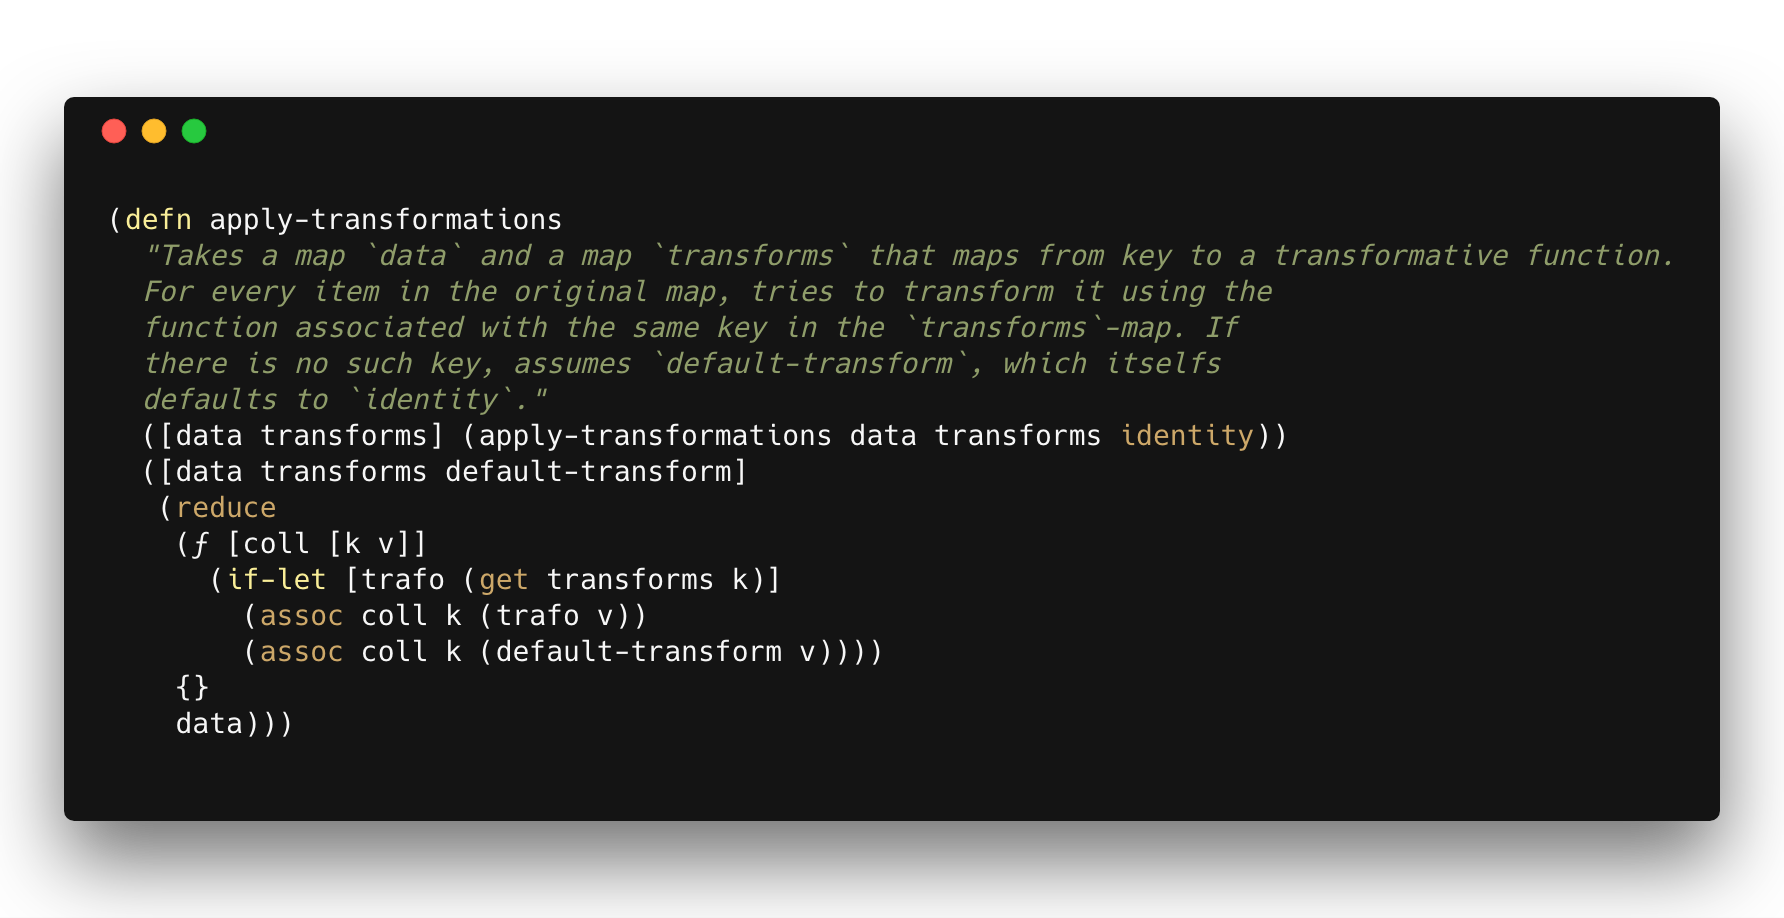 (defn apply-transformations
"Takes a map `data` and a map `transforms` that maps from key to a transformative function.
For every item in the original map, tries to transform it using the
function associated with the same key in the `transforms`-map. If
there is no such key, assumes `default-transform`, which itselfs
defaults to `identity`."
([data transforms] (apply-transformations data transforms identity))
([data transforms default-transform]
(reduce
(ƒ [coll [k v]]
(if-let [trafo (get transforms k)]
(assoc coll k (trafo v))
(assoc coll k (default-transform v))))
{}
data)))